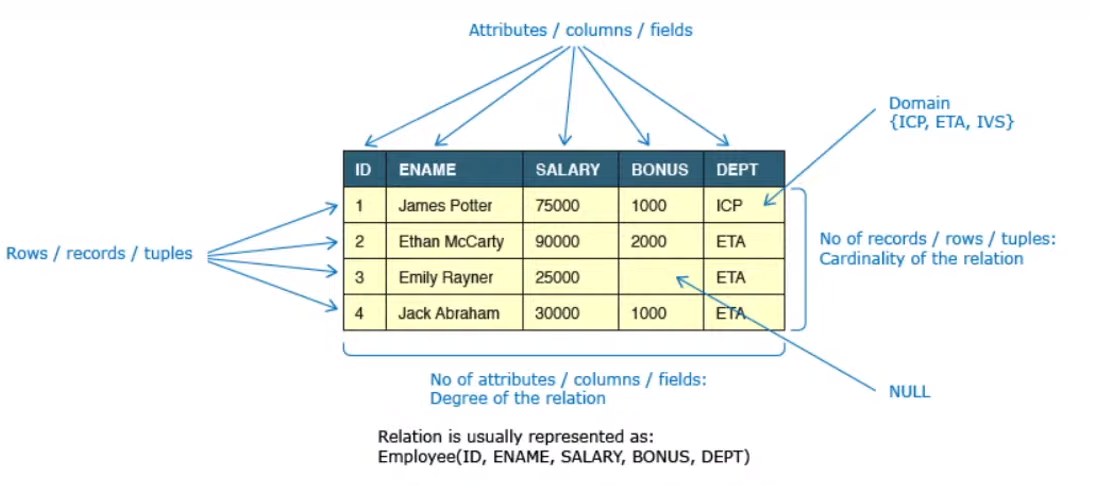 Attributes / columns / fields
Domain
{ICP, ETA, IVS}
ID ENAME SALARY BONUS DEPT
1 James Potter 75000 1000 ICP
2 Ethan McCarty 90000 2000 ETA
3 Emily Rayner 25000 ETA
4 Jack Abraham 30000 1000 ETA
Rows / records / tuples
No of records / rows / tuples:
Cardinality of the relation
No of attributes / columns / fields:
Degree of the relation
NULL
Relation is usually represented as:
Employee(ID, ENAME, SALARY, BONUS, DEPT)